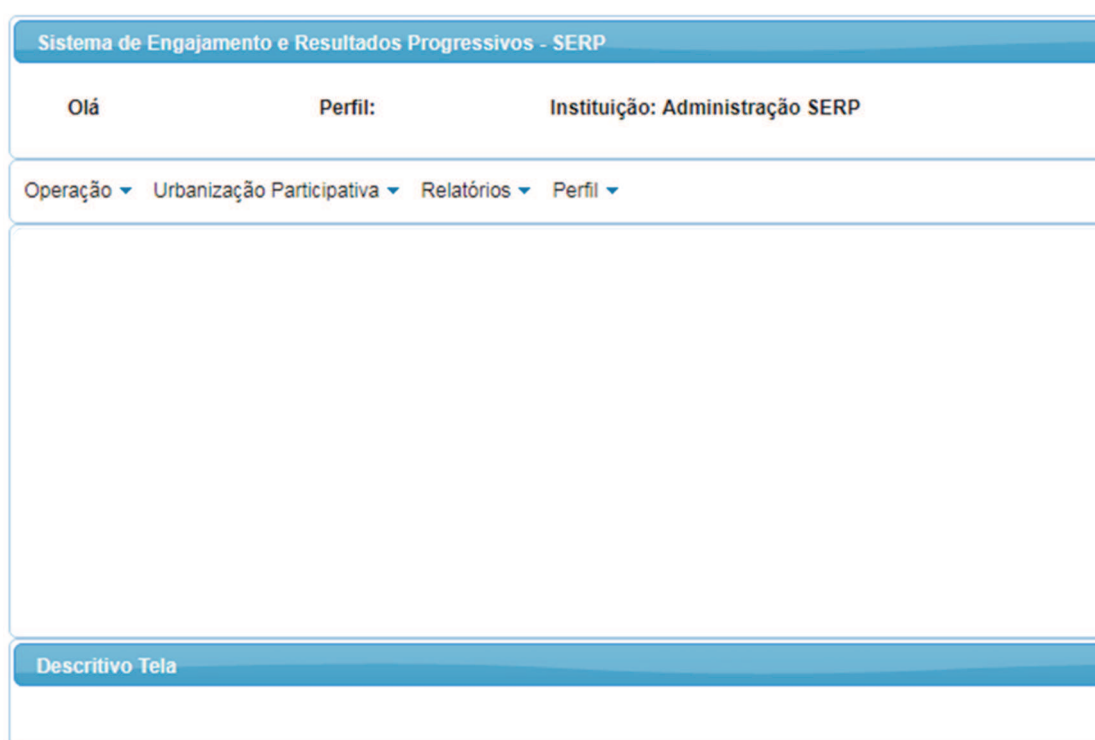 Sistema de Engajamento e Resultados Progressivos - SERP
Olá Perfil: Instituição: Administração SERP
Operação Urbanização Participativa Relatórios Perfil
Descritivo Tela